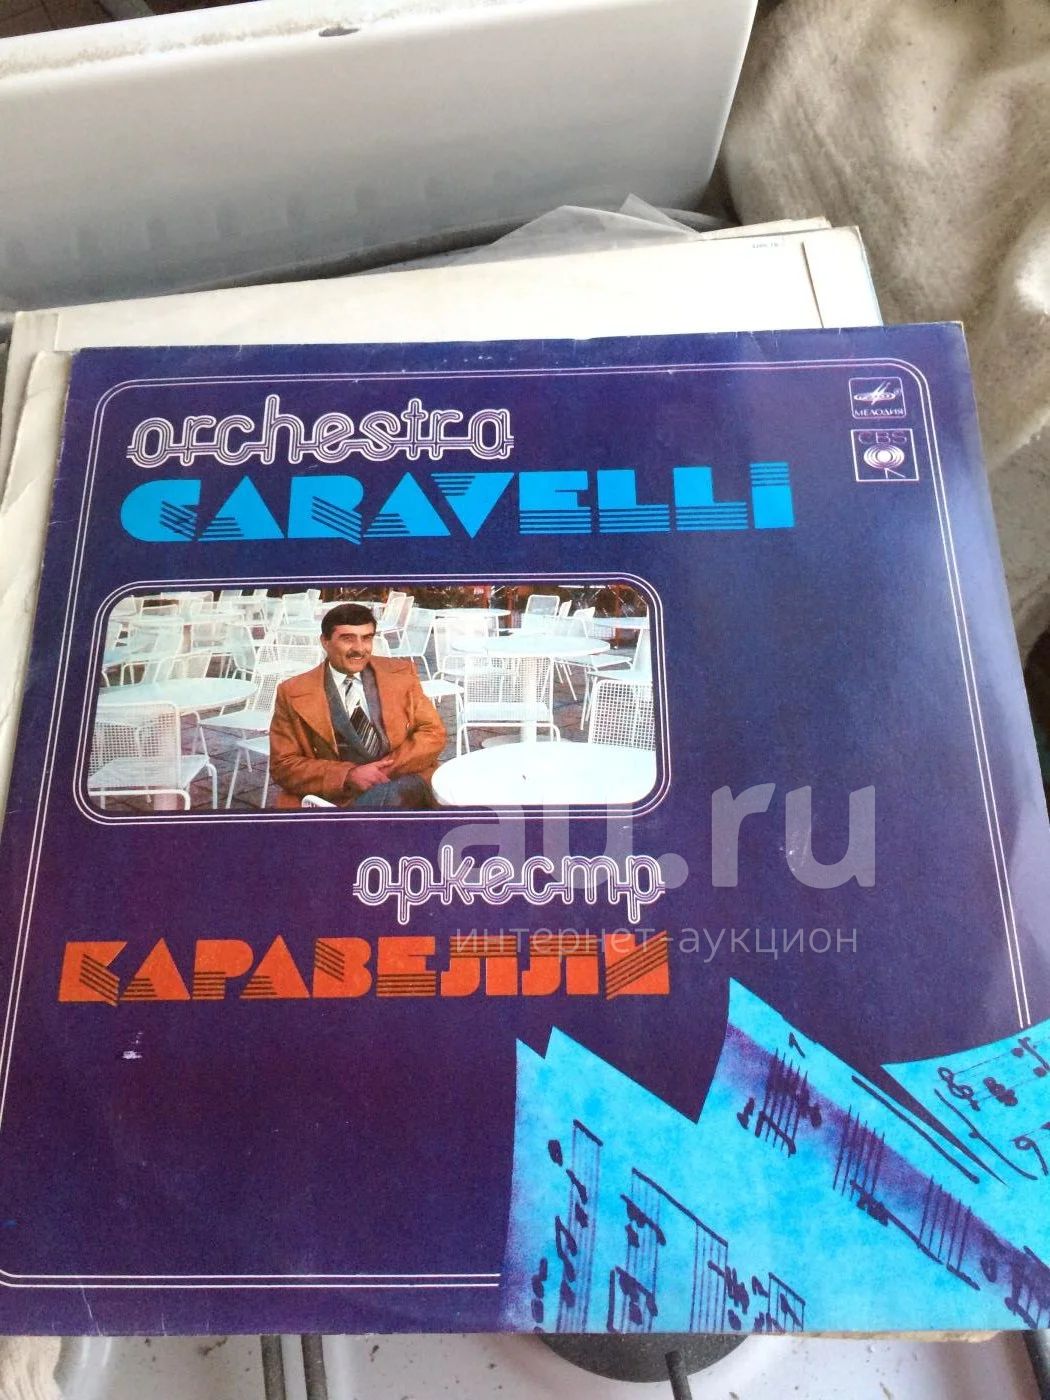 orchestra
CARAVELLI
МЕЛОДИЯ
CBS
оркестр
КАРАВЕЛЛИ
au.ru
интернет-аукцион